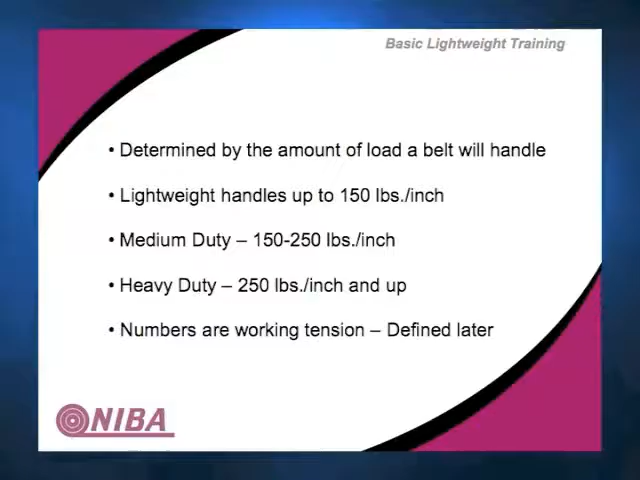 Basic Lightweight Training
• Determined by the amount of load a belt will handle
• Lightweight handles up to 150 lbs./inch
• Medium Duty – 150-250 lbs./inch
• Heavy Duty – 250 lbs./inch and up
• Numbers are working tension – Defined later
NIBA